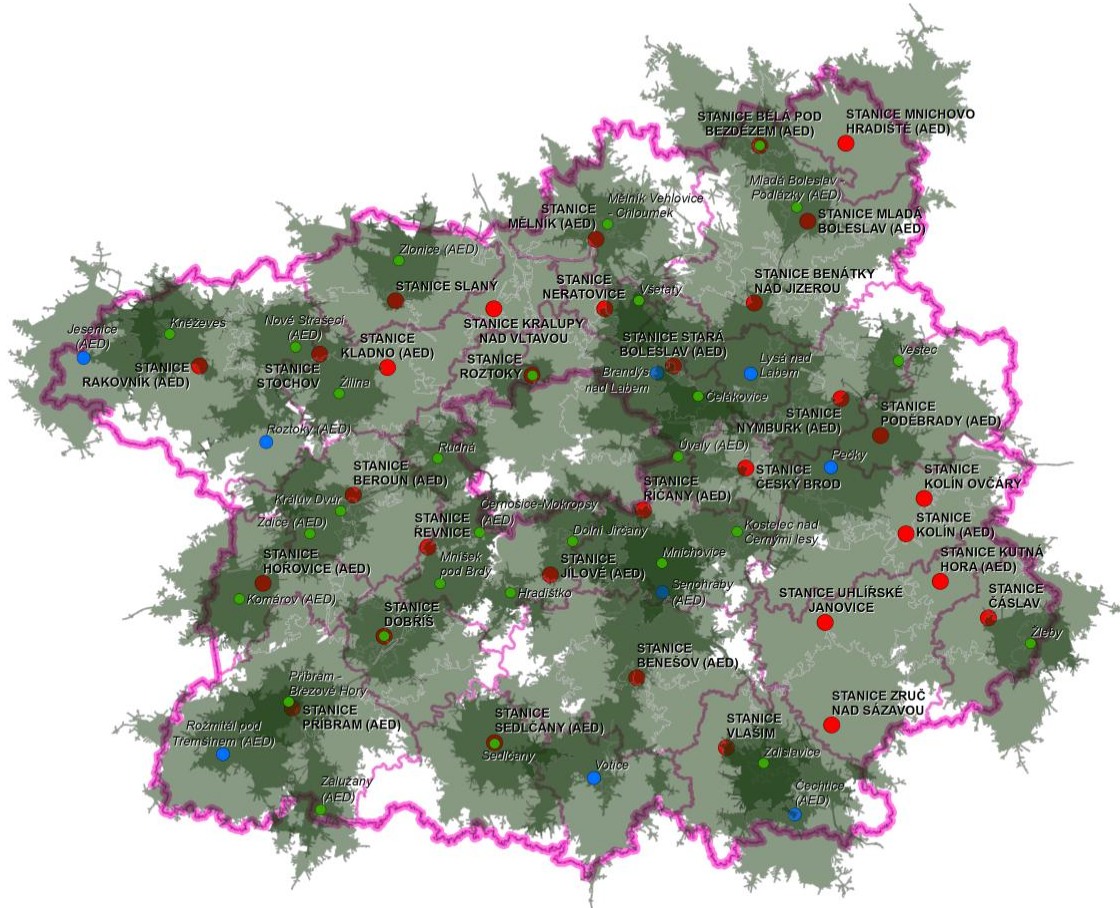 STANICE BĚLÁ POD
BEZDĚZEM (AED)
STANICE MNICHOVO
HRADIŠTĚ (AED)
Mladá Boleslav -
Podlázky (AED)
STANICE MLADÁ
BOLESLAV (AED)
Mělník Vehlovice
- Chloumek
STANICE
MĚLNÍK (AED)
Zlonice (AED)
STANICE SLANÝ
STANICE
NERATOVICE
Všetaty
STANICE BENÁTKY
NAD JIZEROU (AED)
STANICE KRALUPY
NAD VLTAVOU
Jesenice
(AED)
Kněževes
Nové Strašecí
(AED)
STANICE
KLADNO (AED)
STANICE
RAKOVNÍK (AED)
STANICE
STOCHOV
Žilina
STANICE
ROZTOKY
STANICE STARÁ
BOLESLAV (AED)
Brandýs
nad Labem
Lysá nad
Labem
Čelákovice
Vestec
STANICE
NYMBURK (AED)
STANICE
PODĚBRADY (AED)
Roztoky (AED)
Rudná
Úvaly (AED)
Pečky
STANICE
ČESKÝ BROD
STANICE
BEROUN (AED)
STANICE
ŘÍČANY (AED)
STANICE
KOLÍN OVČÁRY
Králův Dvůr
Zdice (AED)
Černošice-Mokropsy
(AED)
STANICE
ŘEVNICE
Dolní Jirčany
Kostelec nad
Černými lesy
STANICE
KOLÍN (AED)
STANICE
HOŘOVICE (AED)
Mníšek
pod Brdy
STANICE
JÍLOVÉ (AED)
Mnichovice
STANICE KUTNÁ
HORA (AED)
Komárov (AED)
Hradištko
Senohraby
(AED)
STANICE UHLÍŘSKÉ
JANOVICE
STANICE
ČÁSLAV
Žleby
STANICE
DOBŘÍŠ
STANICE
BENEŠOV (AED)
Příbram -
Březové Hory
STANICE
PŘÍBRAM (AED)
STANICE
SEDLČANY (AED)
Sedlčany
STANICE ZRUČ
NAD SÁZAVOU
STANICE
VLAŠIM
Rožmitál pod
Třemšínem (AED)
Votice
Zdislavice
Zalužany
(AED)
Čechtice
(AED)